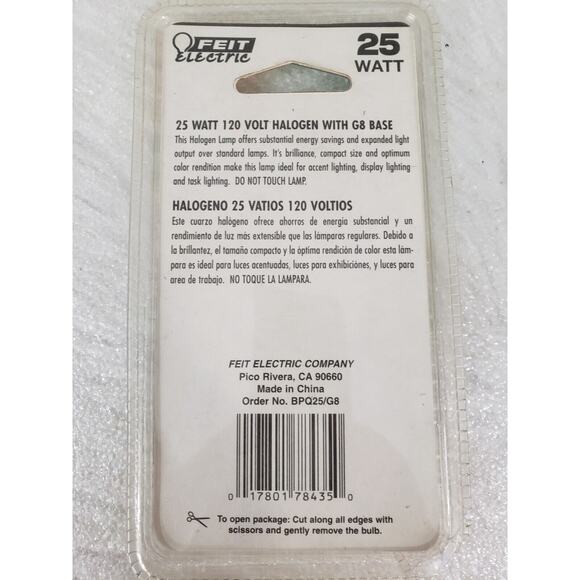 FEIT
Electric
25
WATT
25 WATT 120 VOLT HALOGEN WITH G8 BASE
This Halogen Lamp offers substantial energy savings and expanded light
output over standard lamps. It's brilliance, compact size and optimum
color rendition make this lamp ideal for accent lighting, display lighting
and task lighting. DO NOT TOUCH LAMP.
HALOGENO 25 VATIOS 120 VOLTIOS
Este cuarzo halógeno ofrece ahorros de energia substancial y un
rendimiento de luz más extensible que las lámparas regulares. Debido a
la brillantez, el tamaño compacto y la óptima rendición de color esta lám-
para es ideal para luces acentuadas, luces para exhibiciónes, y luces para
area de trabajo. NO TOQUE LA LAMPARA.
FEIT ELECTRIC COMPANY
Pico Rivera, CA 90660
Made in China
Order No. BPQ25/G8
0 17801 78435 0
To open package: Cut along all edges with
scissors and gently remove the bulb.